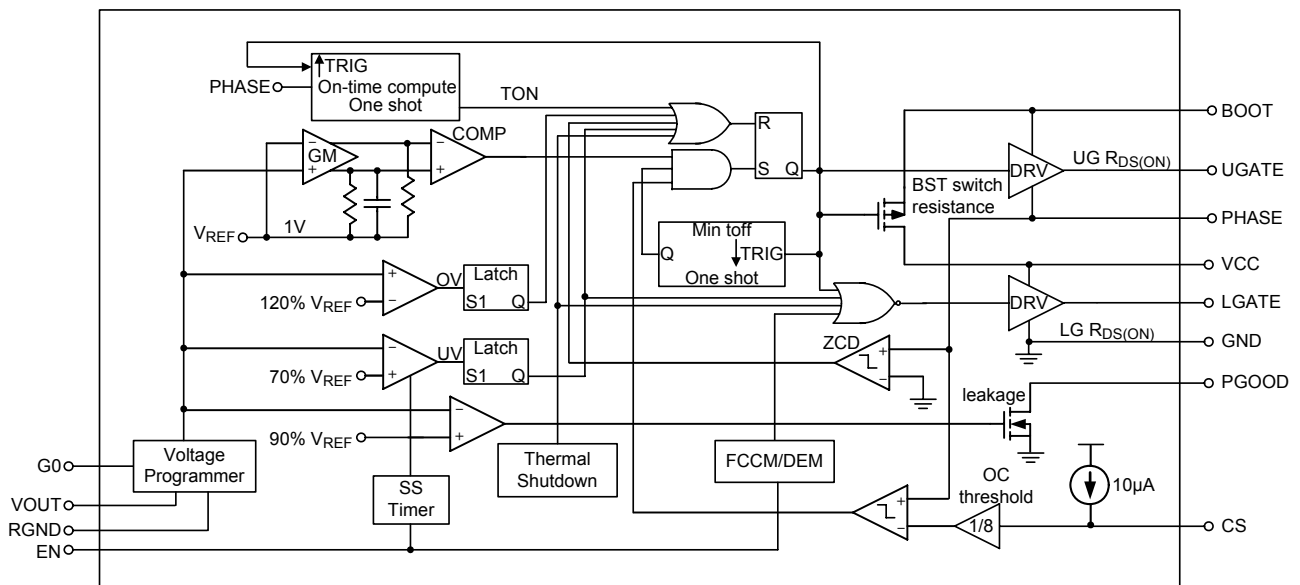 TRIG
PHASE
On-time compute
One shot
TON
BOOT
R
COMP
GM
−
+
−
+
S
Q
DRV
UG RDS(ON)
UGATE
BST switch
resistance
PHASE
VREF
1V
Min toff
Q
TRIG
One shot
VCC
+
−
OV
Latch
S1
Q
120% VREF
DRV
LGATE
LG RDS(ON)
GND
ZCD
+
−
−
+
UV
Latch
S1
Q
70% VREF
PGOOD
leakage
−
+
90% VREF
G0
Voltage
Programmer
Thermal
Shutdown
FCCM/DEM
VOUT
SS
Timer
OC
threshold
10µA
RGND
+
−
1/8
CS
EN